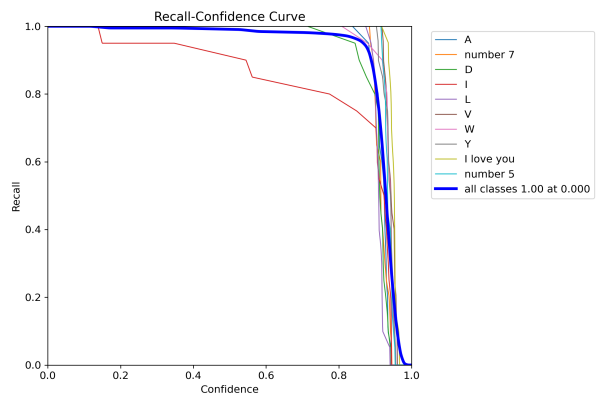 Recall-Confidence Curve
1.0
0.8
0.6
0.4
0.2
0.0
Recall
0.0 0.2 0.4 0.6 0.8 1.0
Confidence
A
number 7
D
I
L
V
W
Y
I love you
number 5
all classes 1.00 at 0.000